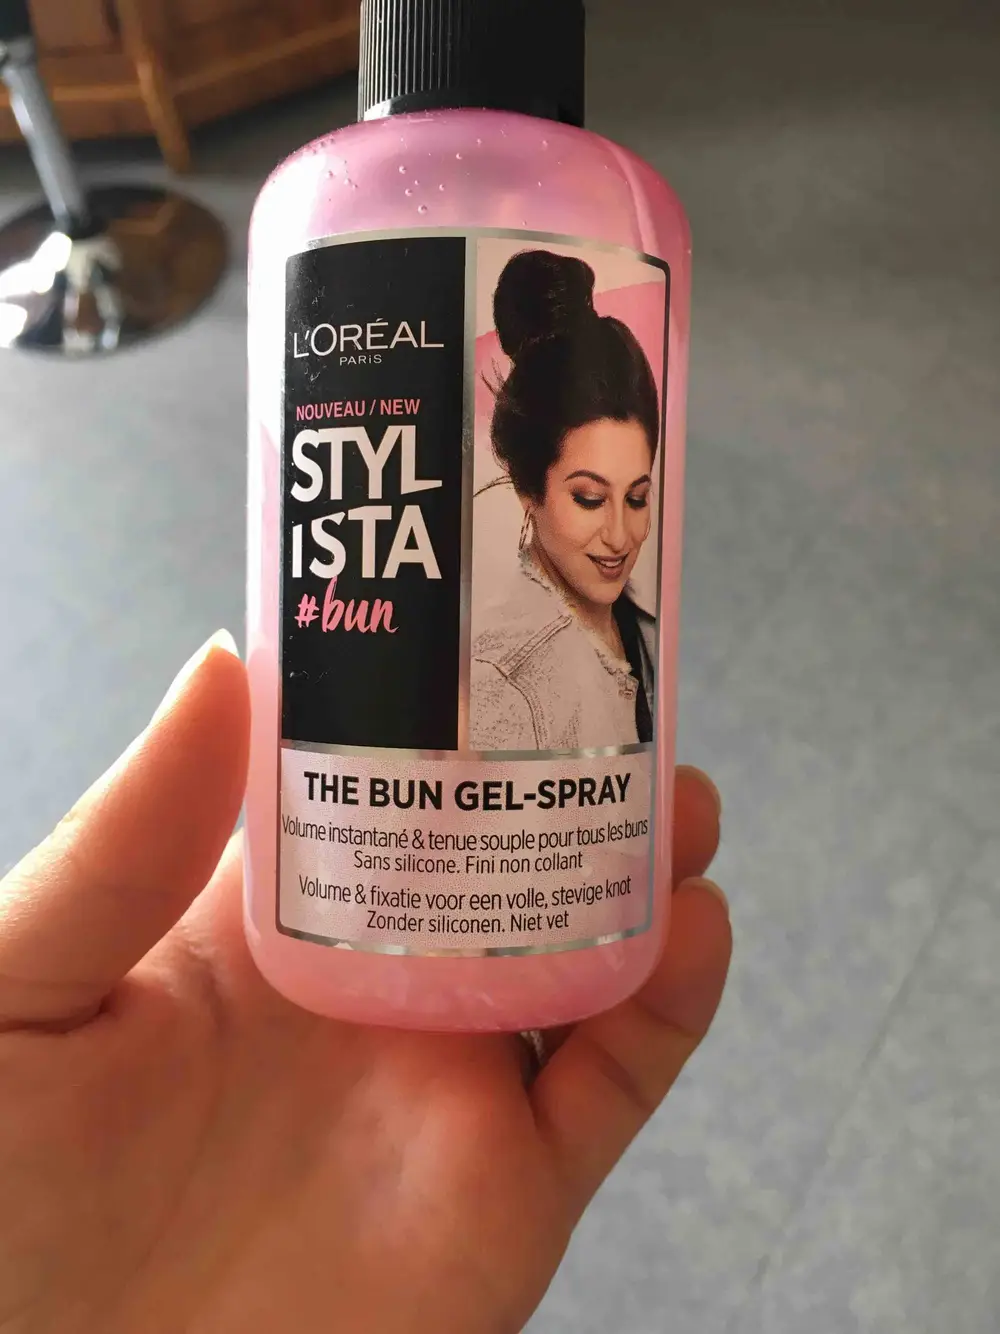 L'ORÉAL
PARiS
NOUVEAU / NEW
STYL
ISTA
#bun
THE BUN GEL-SPRAY
Volume instantané & tenue souple pour tous les buns
Sans silicone. Fini non collant
Volume & fixatie voor een volle, stevige knot
Zonder siliconen. Niet vet